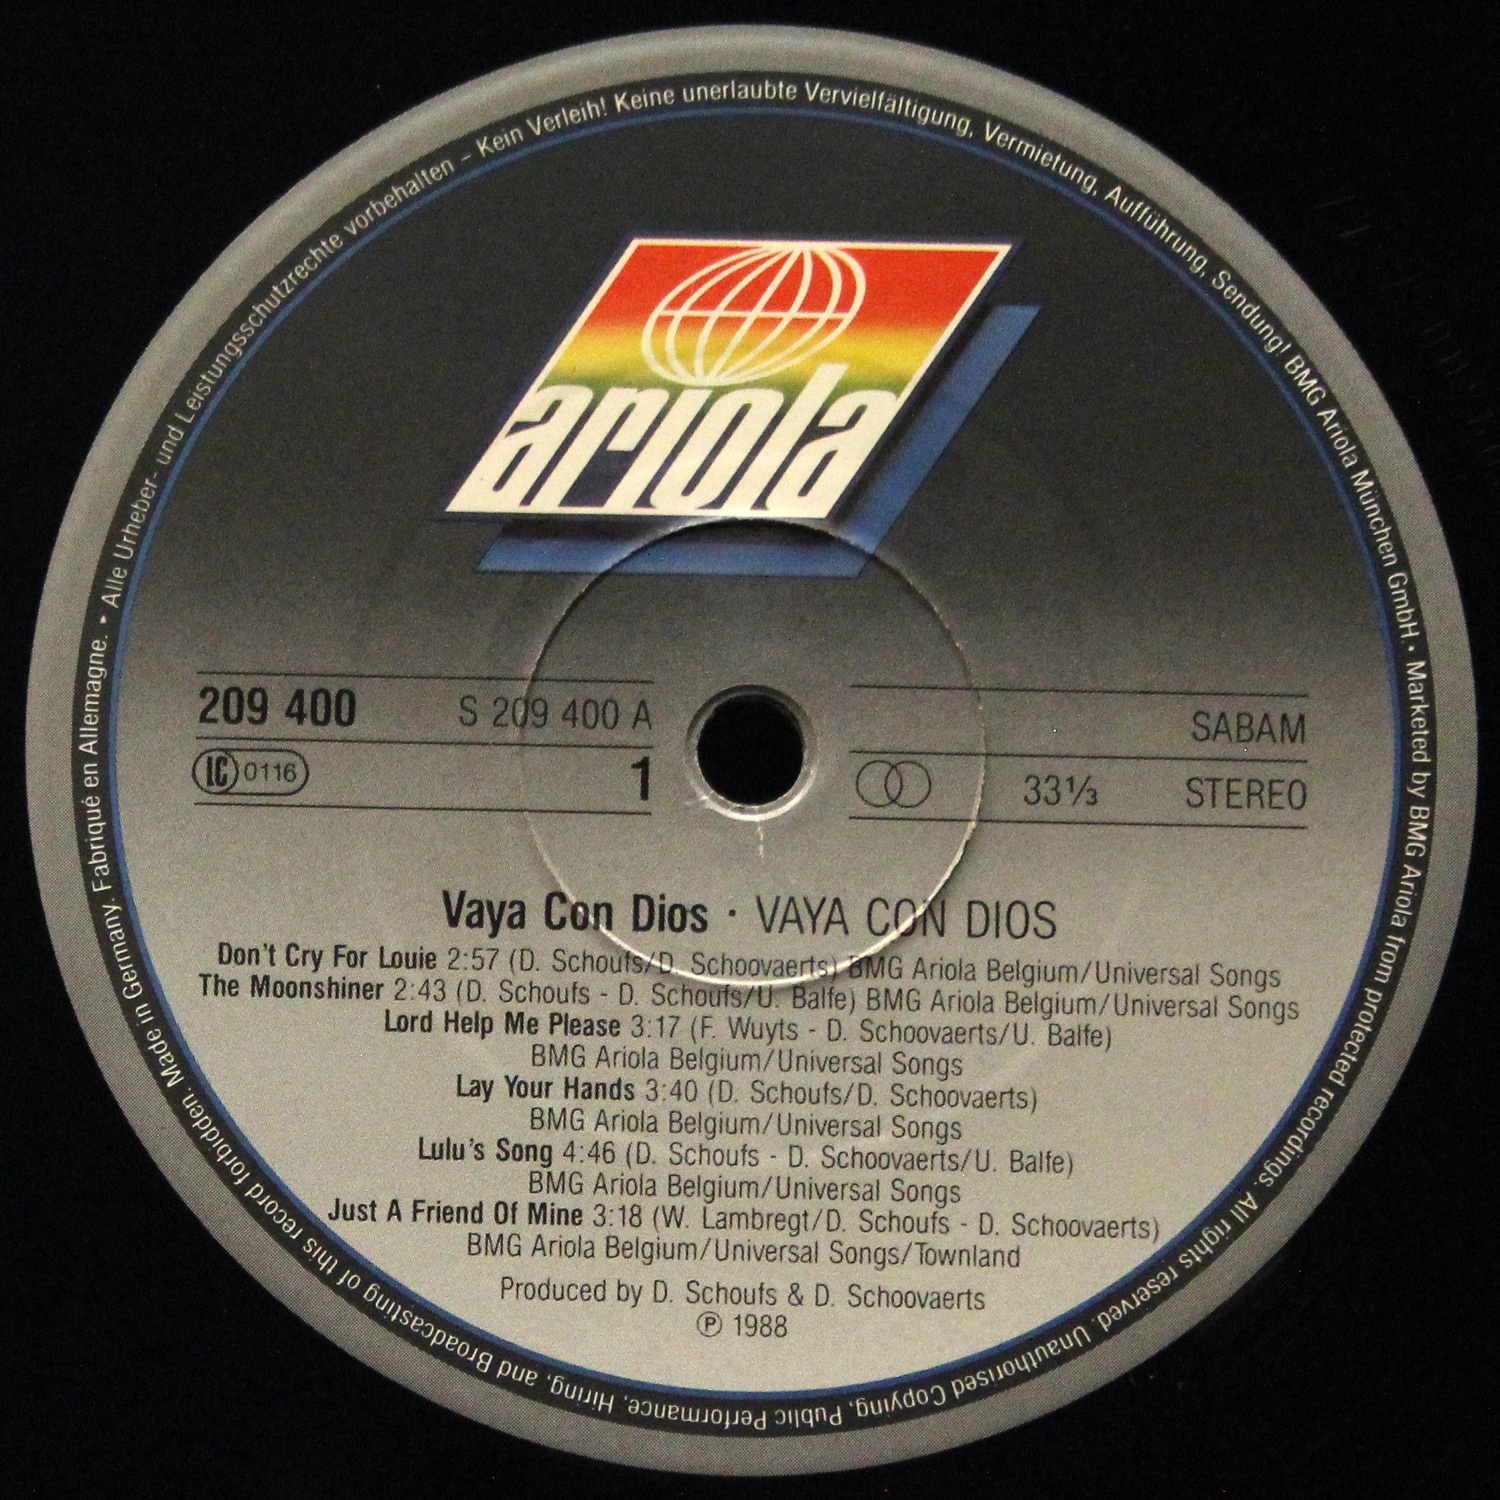 • Alle Urheber- und Leistungsschutzrechte vorbehalten – Kein Verleih! Keine unerlaubte Vervielfältigung, Vermietung, Aufführung, Sendung! BMG Ariola München GmbH • Marketed by BMG Ariola from protected recordings. All rights reserved. Unauthorised Copying, Public Performance, Hiring, and Broadcasting of this record forbidden. Made in Germany. Fabriqué en Allemagne.
ariola
209 400 S 209 400 A SABAM
LC 0116 1 33⅓ STEREO
Vaya Con Dios · VAYA CON DIOS
Don't Cry For Louie 2:57 (D. Schoufs/D. Schoovaerts) BMG Ariola Belgium/Universal Songs
The Moonshiner 2:43 (D. Schoufs - D. Schoufs/U. Balfe) BMG Ariola Belgium/Universal Songs
Lord Help Me Please 3:17 (F. Wuyts - D. Schoovaerts/U. Balfe)
BMG Ariola Belgium/Universal Songs
Lay Your Hands 3:40 (D. Schoufs/D. Schoovaerts)
BMG Ariola Belgium/Universal Songs
Lulu's Song 4:46 (D. Schoufs - D. Schoovaerts/U. Balfe)
BMG Ariola Belgium/Universal Songs
Just A Friend Of Mine 3:18 (W. Lambregt/D. Schoufs - D. Schoovaerts)
BMG Ariola Belgium/Universal Songs/Townland
Produced by D. Schoufs & D. Schoovaerts
℗ 1988